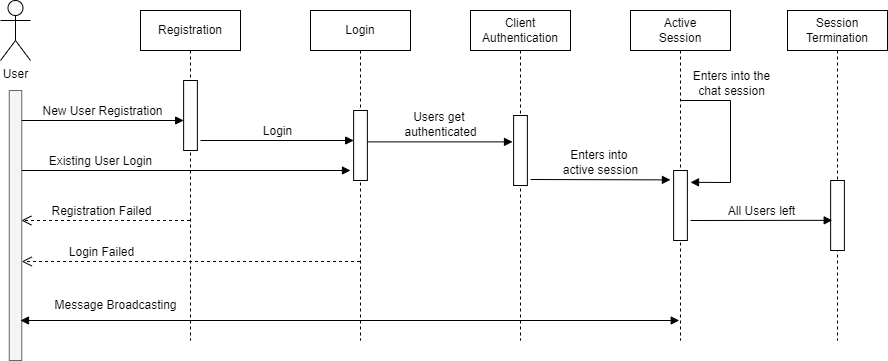 User
Registration
Login
Client
Authentication
Active
Session
Session
Termination
Enters into the
chat session
New User Registration
Login
Users get
authenticated
Existing User Login
Enters into
active session
Registration Failed
All Users left
Login Failed
Message Broadcasting